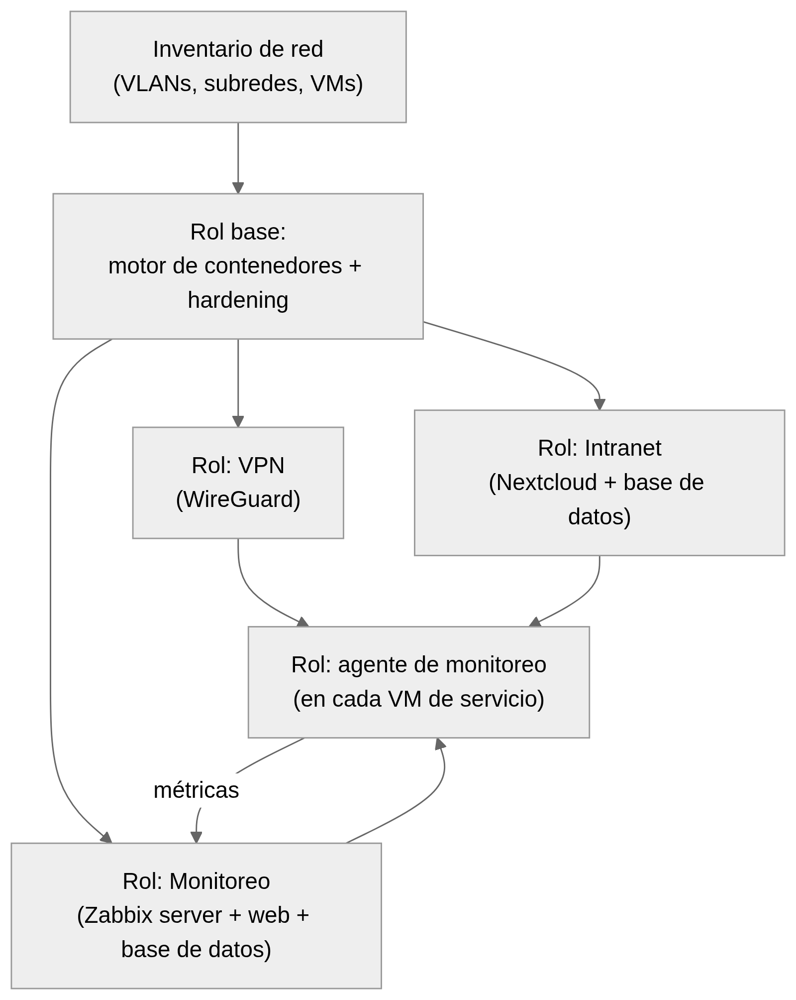 Inventario de red
(VLANs, subredes, VMs)
Rol base:
motor de contenedores +
hardening
Rol: VPN
(WireGuard)
Rol: Intranet
(Nextcloud + base de
datos)
Rol: agente de monitoreo
(en cada VM de servicio)
métricas
Rol: Monitoreo
(Zabbix server + web +
base de datos)